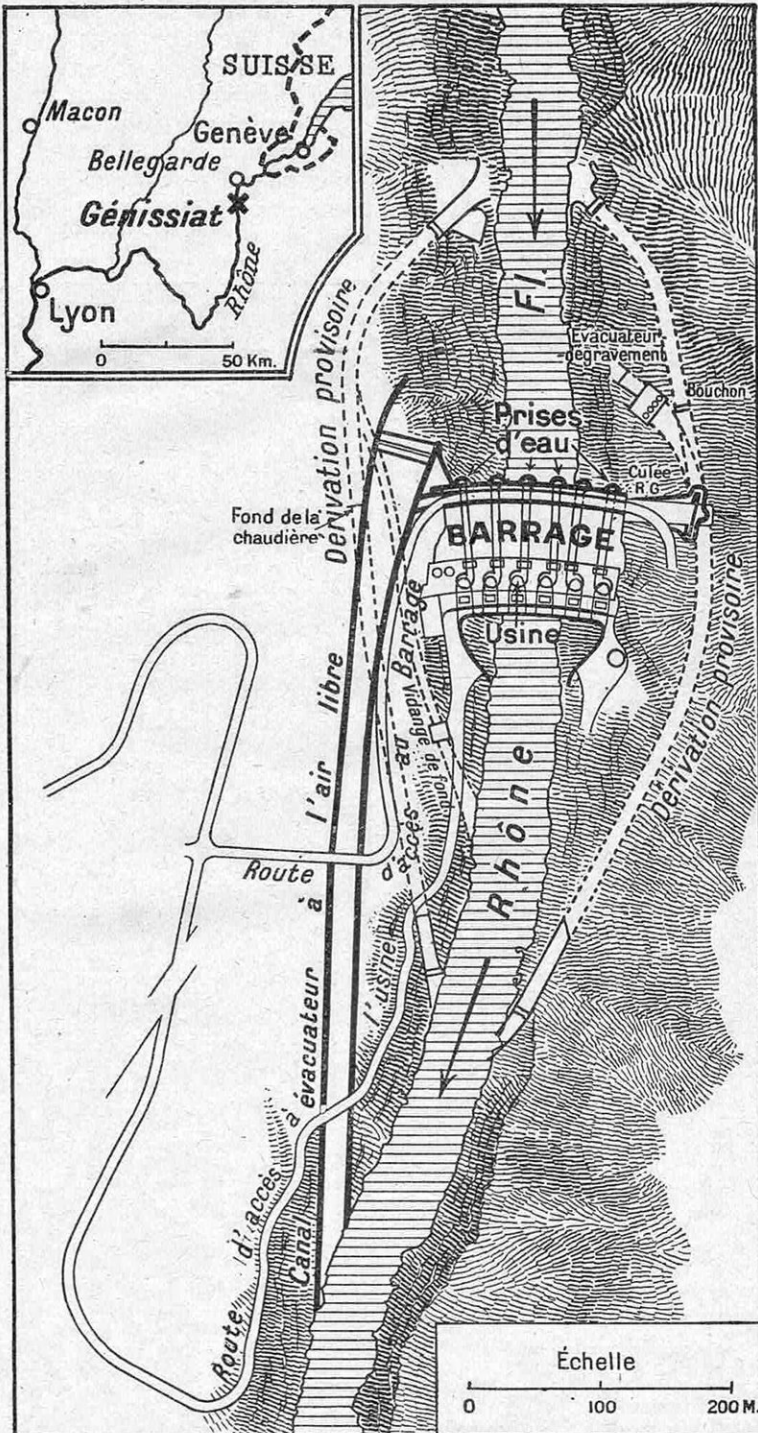 SUISSE
Macon
Genève
Bellegarde
Génissiat
Rhône
Lyon
0 50 Km.
Fl.
Dérivation provisoire
Evacuateur
dégravement
Bouchon
Prises
d'eau
Culée
R G
Fond de la
chaudière
BARRAGE
Usine
Dérivation provisoire
Route d'accès au Barrage
Vidange de fond
Rhône
Canal évacuateur à l'air libre
Route d'accès à l'usine
Échelle
0 100 200 M.